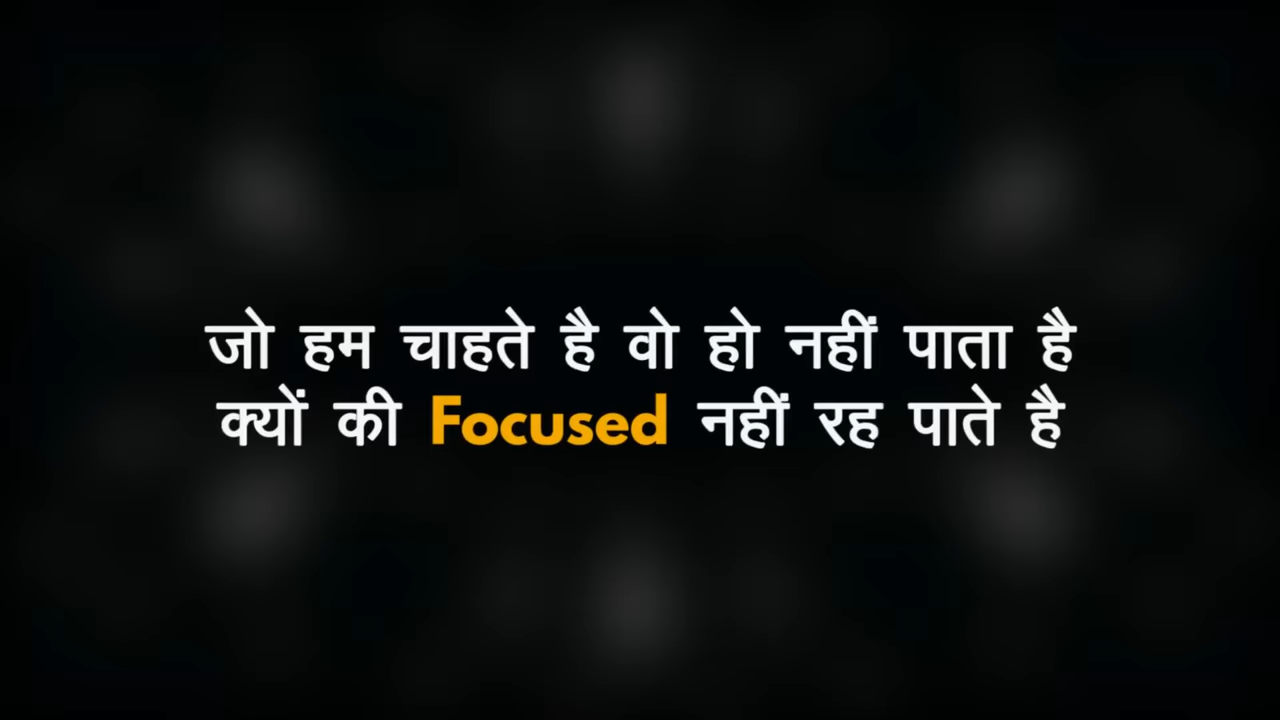 जो हम चाहते है वो हो नहीं पाता है
क्यों की Focused नहीं रह पाते है